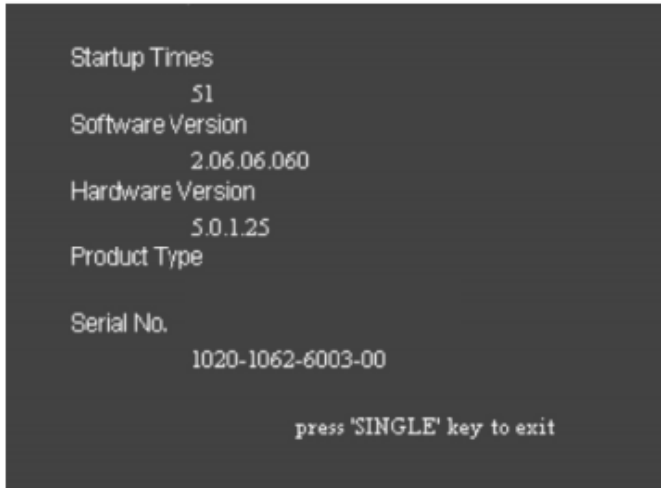 Startup Times
51
Software Version
2.06.06.060
Hardware Version
5.0.1.25
Product Type
Serial No.
1020-1062-6003-00
press 'SINGLE' key to exit